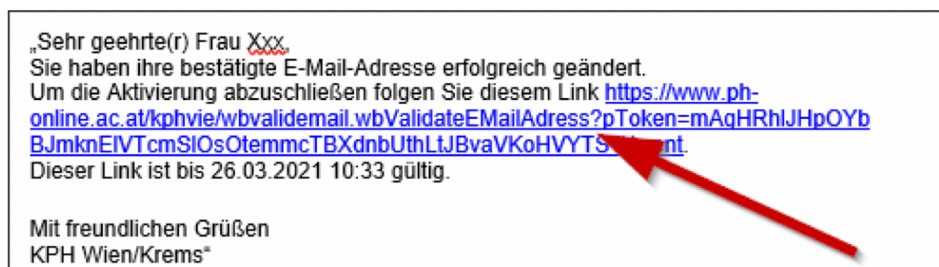 „Sehr geehrte(r) Frau Xxx,
Sie haben ihre bestätigte E-Mail-Adresse erfolgreich geändert.
Um die Aktivierung abzuschließen folgen Sie diesem Link https://www.ph-
online.ac.at/kphvie/wbvalidemail.wbValidateEMailAdress?pToken=mAqHRhlJHpOYb
BJmknElVTcmSlOsOtemmcTBXdnbUthLtJBvaVKoHVYTS nt.
Dieser Link ist bis 26.03.2021 10:33 gültig.
Mit freundlichen Grüßen
KPH Wien/Krems“